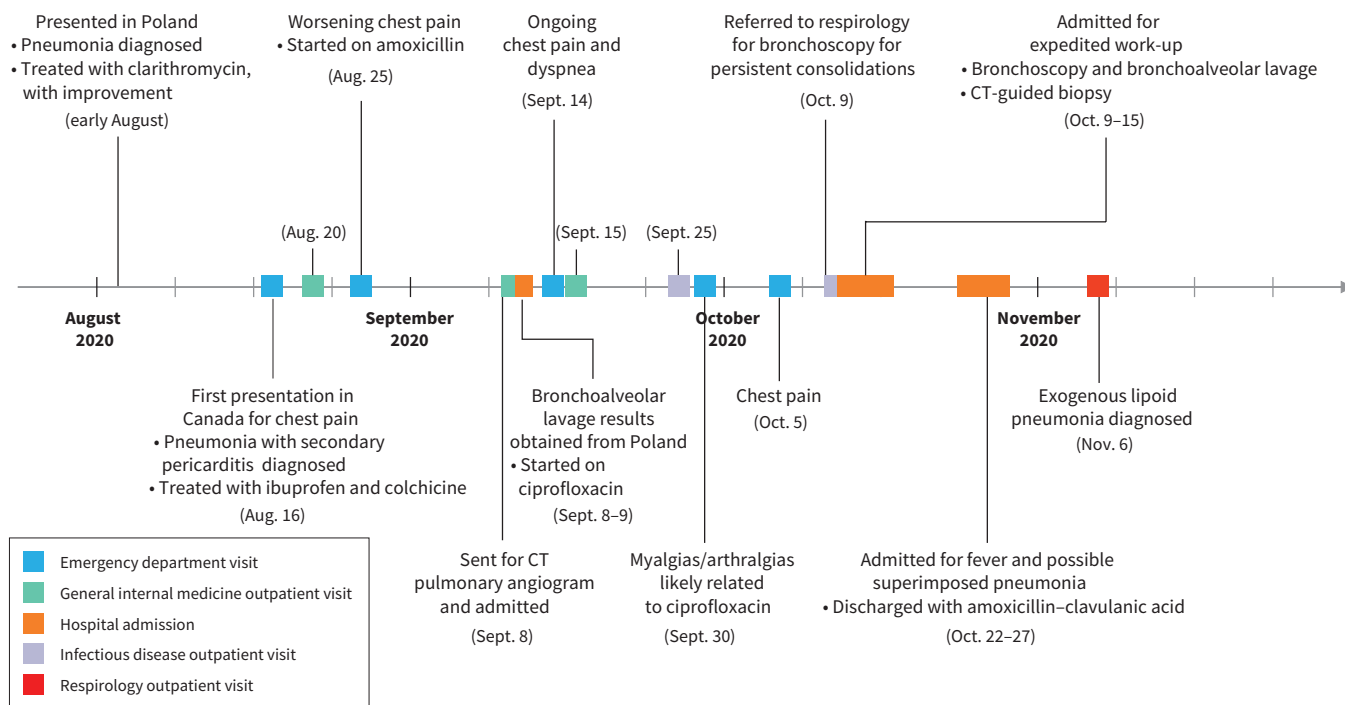 Presented in Poland
• Pneumonia diagnosed
• Treated with clarithromycin,
with improvement
(early August)
Worsening chest pain
• Started on amoxicillin
(Aug. 25)
Ongoing
chest pain and
dyspnea
(Sept. 14)
Referred to respirology
for bronchoscopy for
persistent consolidations
(Oct. 9)
Admitted for
expedited work-up
• Bronchoscopy and bronchoalveolar lavage
• CT-guided biopsy
(Oct. 9–15)
(Aug. 20)
(Sept. 15)
(Sept. 25)
August
2020
September
2020
October
2020
November
2020
First presentation in
Canada for chest pain
• Pneumonia with secondary
pericarditis diagnosed
• Treated with ibuprofen and colchicine
(Aug. 16)
Bronchoalveolar
lavage results
obtained from Poland
• Started on
ciprofloxacin
(Sept. 8–9)
Chest pain
(Oct. 5)
Exogenous lipoid
pneumonia diagnosed
(Nov. 6)
Sent for CT
pulmonary angiogram
and admitted
(Sept. 8)
Myalgias/arthralgias
likely related
to ciprofloxacin
(Sept. 30)
Admitted for fever and possible
superimposed pneumonia
• Discharged with amoxicillin–clavulanic acid
(Oct. 22–27)
Emergency department visit
General internal medicine outpatient visit
Hospital admission
Infectious disease outpatient visit
Respirology outpatient visit